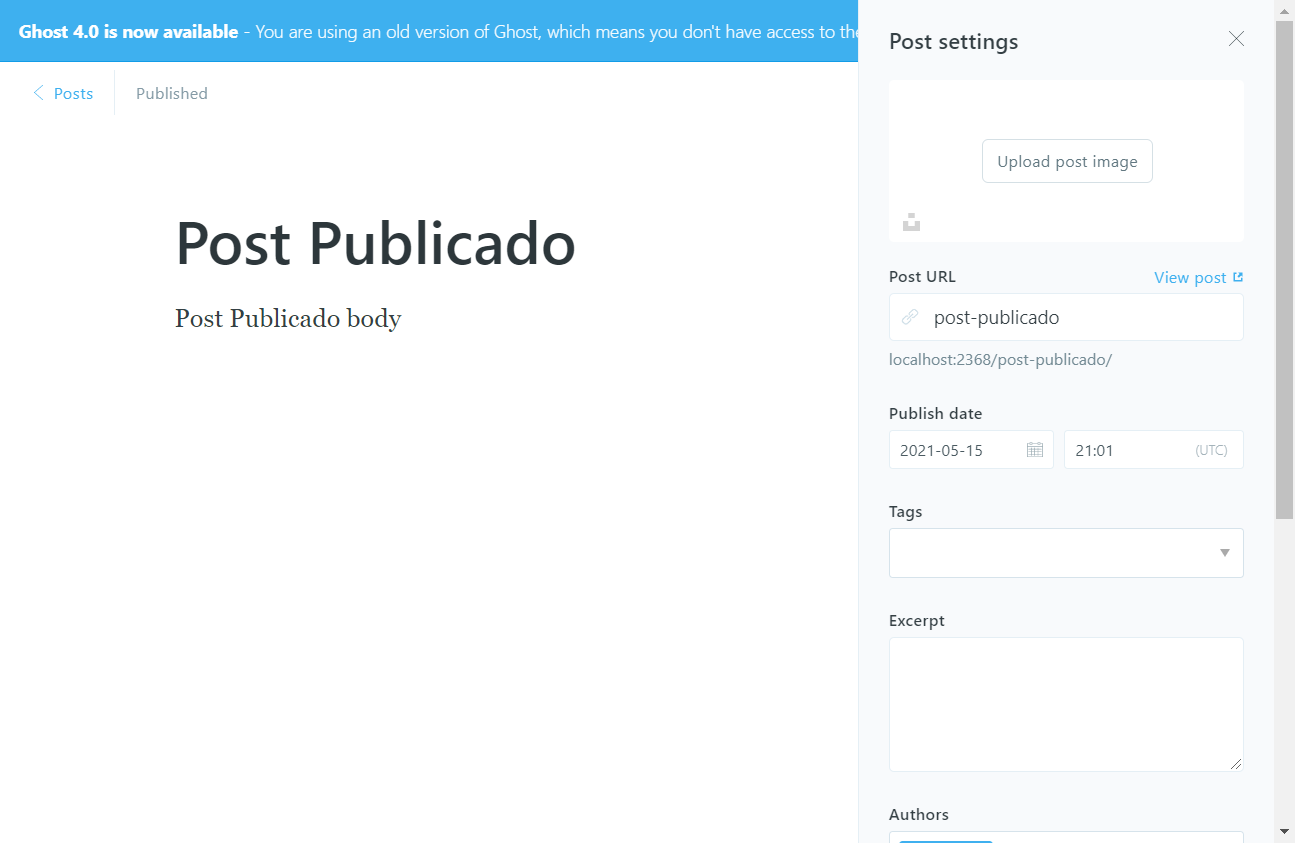 Ghost 4.0 is now available - You are using an old version of Ghost, which means you don't have access to the
Posts
Published
Post Publicado
Post Publicado body
Post settings
Upload post image
Post URL
View post
post-publicado
localhost:2368/post-publicado/
Publish date
2021-05-15
21:01
(UTC)
Tags
Excerpt
Authors